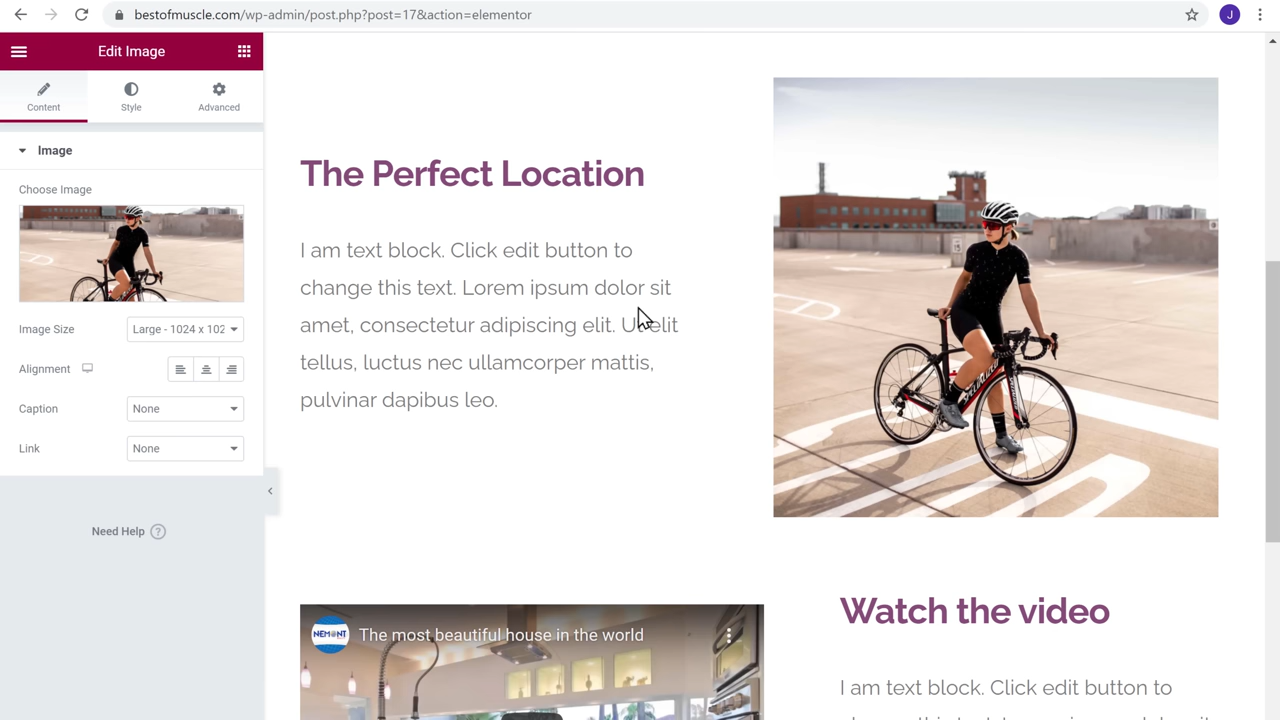 bestofmuscle.com/wp-admin/post.php?post=17&action=elementor
J
Edit Image
Content
Style
Advanced
Image
Choose Image
Image Size
Large - 1024 x 102
Alignment
Caption
None
Link
None
Need Help ?
The Perfect Location
I am text block. Click edit button to
change this text. Lorem ipsum dolor sit
amet, consectetur adipiscing elit. Ut elit
tellus, luctus nec ullamcorper mattis,
pulvinar dapibus leo.
SPECIALIZED
NEMONT
The most beautiful house in the world
Watch the video
I am text block. Click edit button to